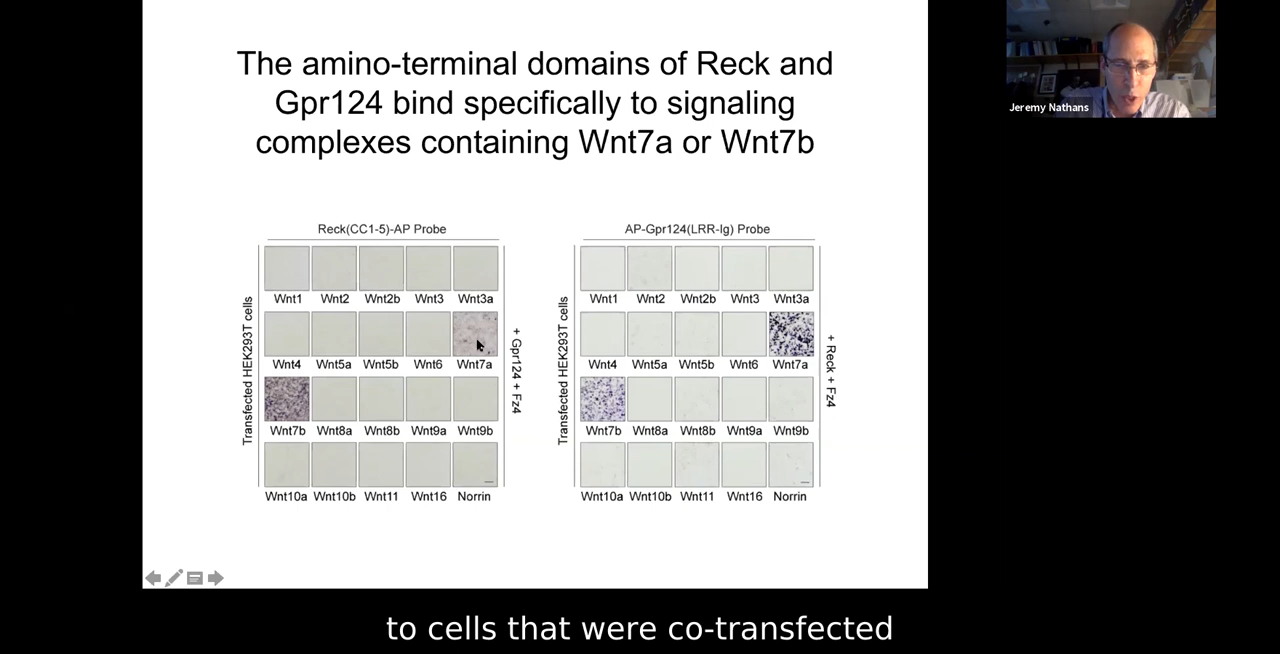 The amino-terminal domains of Reck and
Gpr124 bind specifically to signaling
complexes containing Wnt7a or Wnt7b
Jeremy Nathans
Reck(CC1-5)-AP Probe
Transfected HEK293T cells
Wnt1 Wnt2 Wnt2b Wnt3 Wnt3a
Wnt4 Wnt5a Wnt5b Wnt6 Wnt7a
Wnt7b Wnt8a Wnt8b Wnt9a Wnt9b
Wnt10a Wnt10b Wnt11 Wnt16 Norrin
+ Gpr124 + Fz4
AP-Gpr124(LRR-Ig) Probe
Transfected HEK293T cells
Wnt1 Wnt2 Wnt2b Wnt3 Wnt3a
Wnt4 Wnt5a Wnt5b Wnt6 Wnt7a
Wnt7b Wnt8a Wnt8b Wnt9a Wnt9b
Wnt10a Wnt10b Wnt11 Wnt16 Norrin
+ Reck + Fz4
to cells that were co-transfected